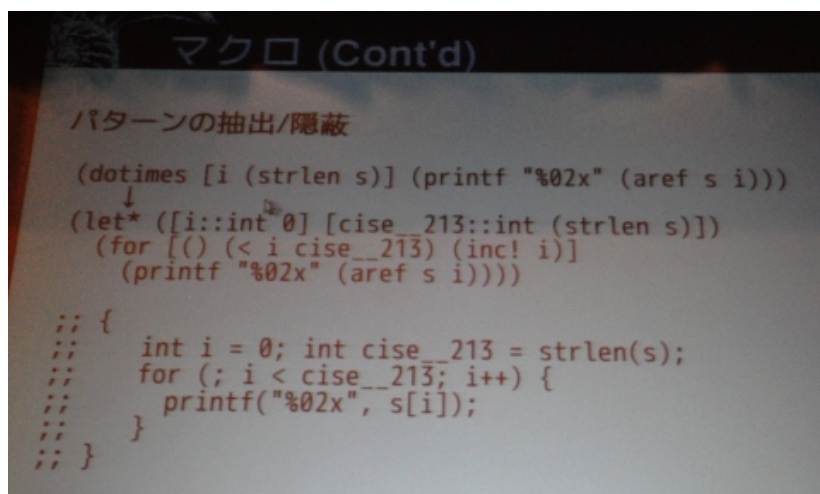 マクロ (Cont'd)
パターンの抽出/隠蔽
(dotimes [i (strlen s)] (printf "%02x" (aref s i)))
↓
(let* ([i::int 0] [cise__213::int (strlen s)])
(for [() (< i cise__213) (inc! i)]
(printf "%02x" (aref s i))))
;; {
;; int i = 0; int cise__213 = strlen(s);
;; for (; i < cise__213; i++) {
;; printf("%02x", s[i]);
;; }
;; }